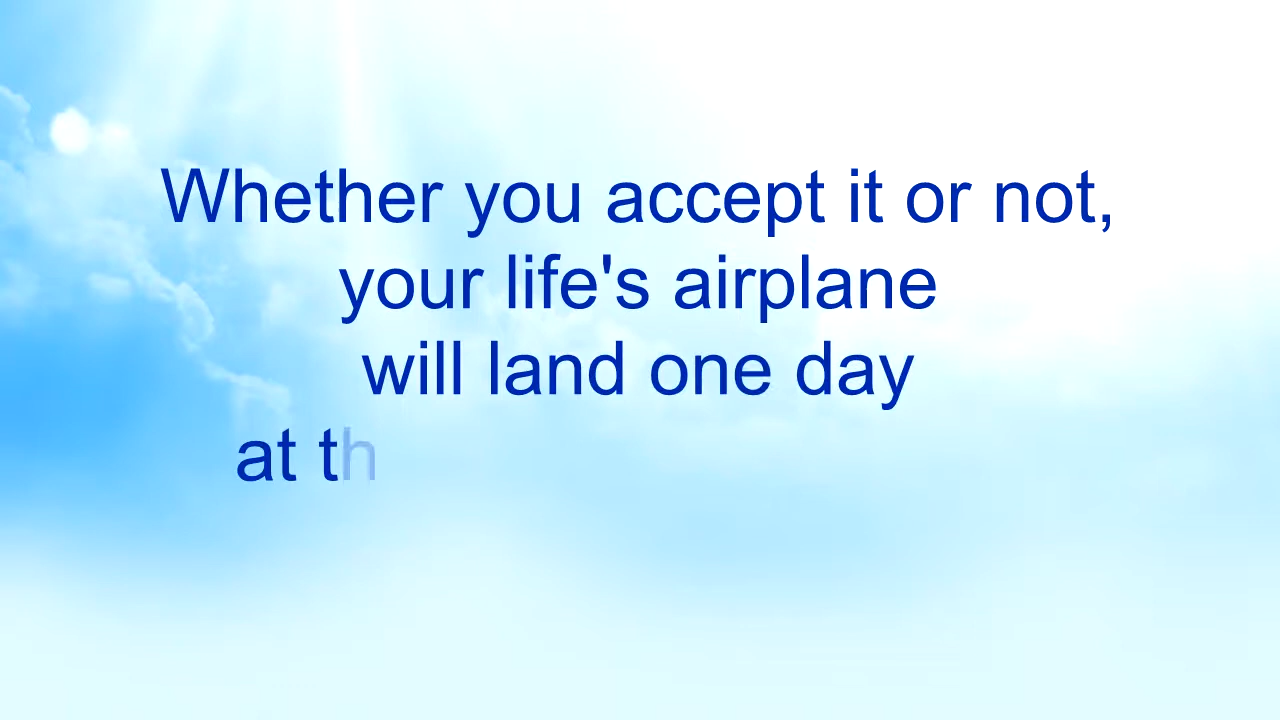 Whether you accept it or not,
your life's airplane
will land one day
at th